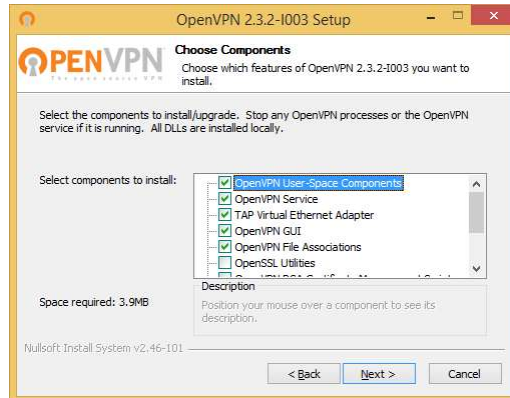 OpenVPN 2.3.2-I003 Setup
OPENVPN
The open source VPN
Choose Components
Choose which features of OpenVPN 2.3.2-I003 you want to
install.
Select the components to install/upgrade. Stop any OpenVPN processes or the OpenVPN
service if it is running. All DLLs are installed locally.
Select components to install:
OpenVPN User-Space Components
OpenVPN Service
TAP Virtual Ethernet Adapter
OpenVPN GUI
OpenVPN File Associations
OpenSSL Utilities
Space required: 3.9MB
Description
Position your mouse over a component to see its
description.
Nullsoft Install System v2.46-101
< Back
Next >
Cancel